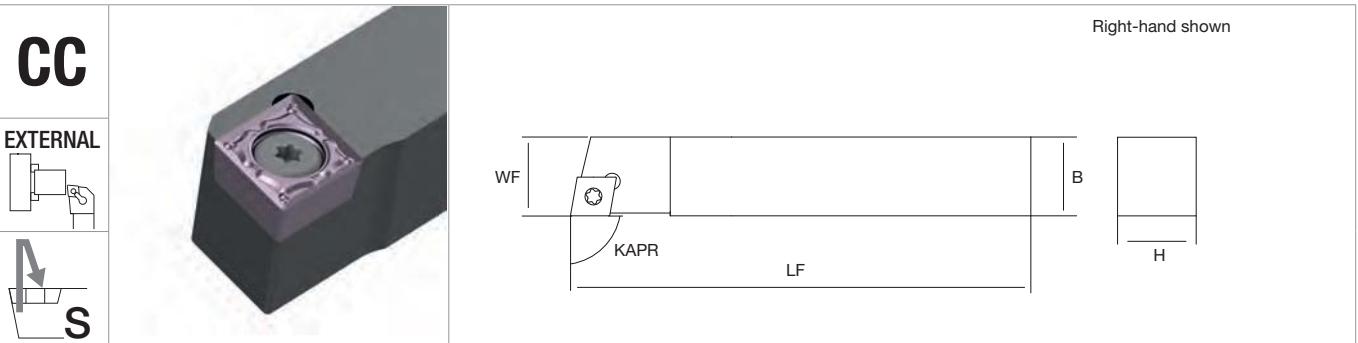 CC
EXTERNAL
S
Right-hand shown
WF
B
KAPR
LF
H